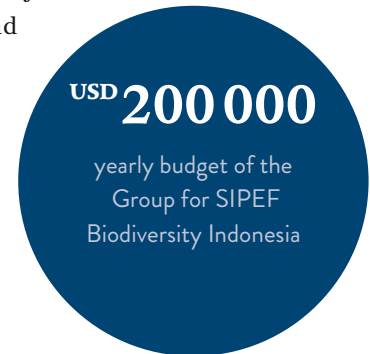 USD 200 000
yearly budget of the
Group for SIPEF
Biodiversity Indonesia